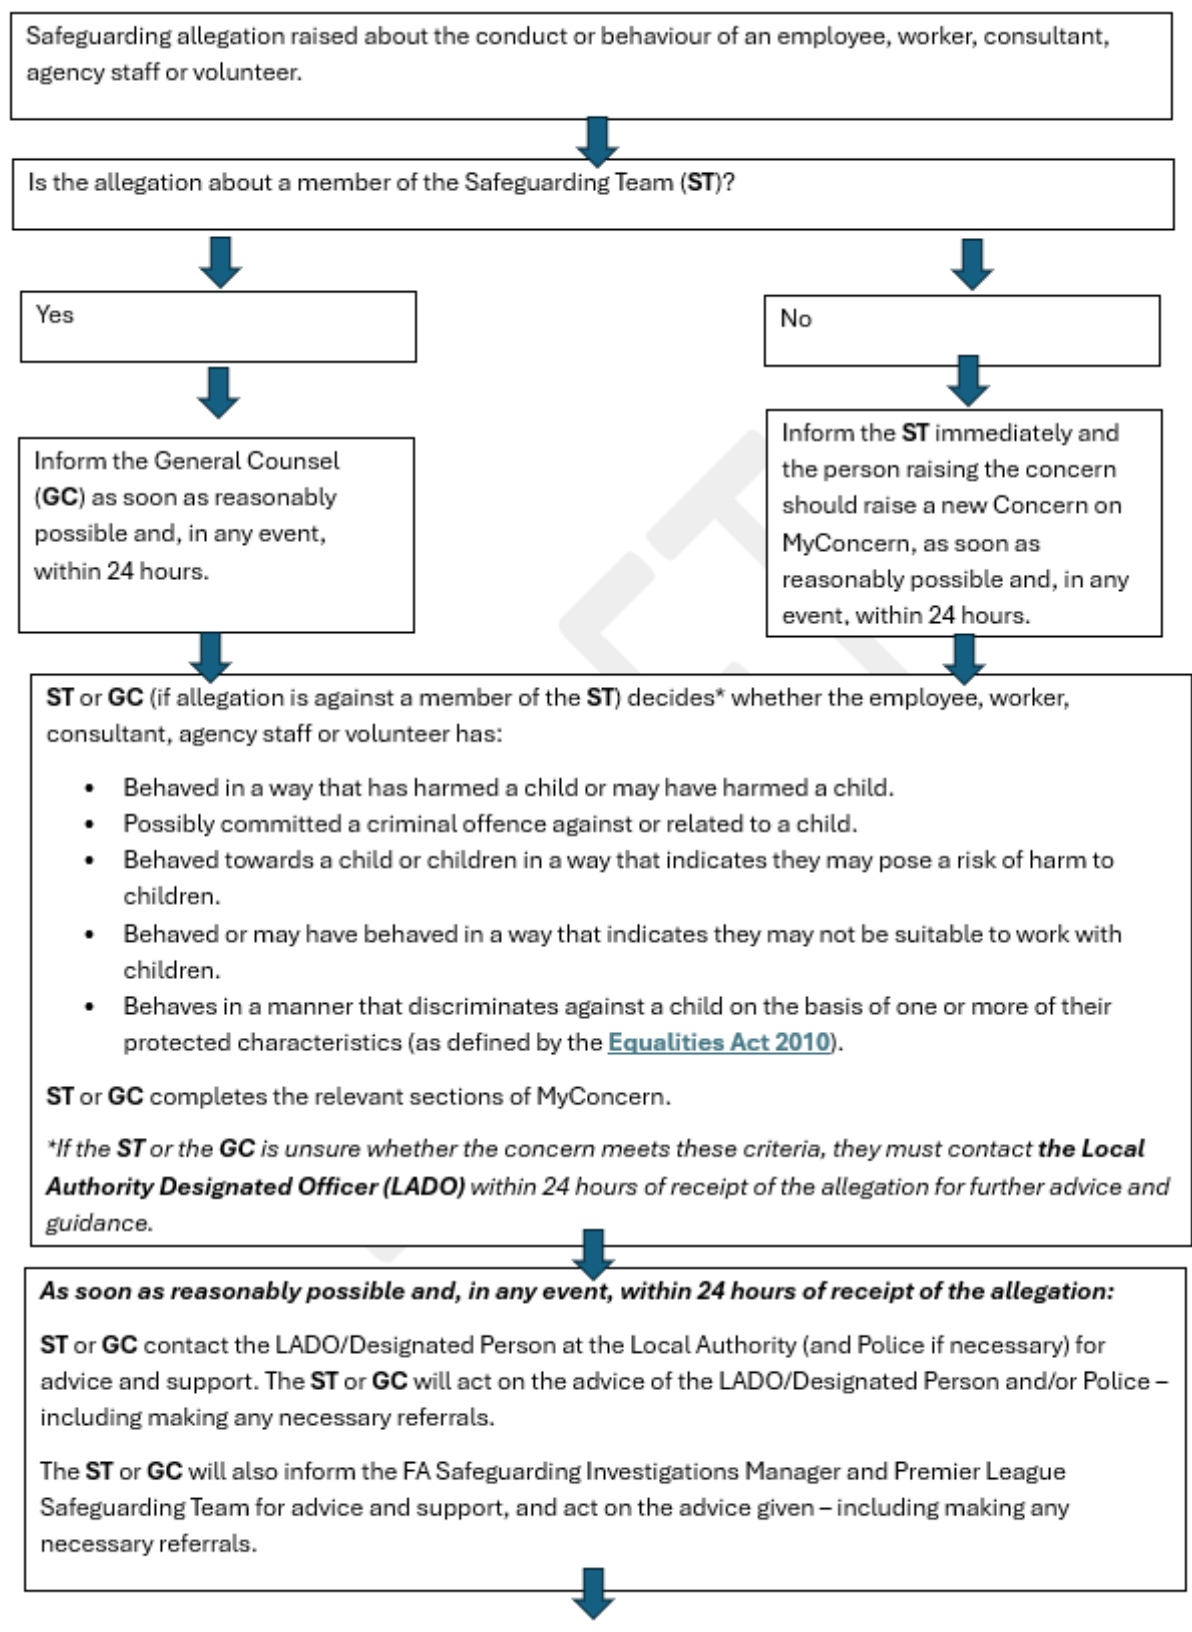 Safeguarding allegation raised about the conduct or behaviour of an employee, worker, consultant,
agency staff or volunteer.
Is the allegation about a member of the Safeguarding Team (ST)?
Yes
No
Inform the General Counsel
(GC) as soon as reasonably
possible and, in any event,
within 24 hours.
Inform the ST immediately and
the person raising the concern
should raise a new Concern on
MyConcern, as soon as
reasonably possible and, in any
event, within 24 hours.
ST or GC (if allegation is against a member of the ST) decides* whether the employee, worker,
consultant, agency staff or volunteer has:
• Behaved in a way that has harmed a child or may have harmed a child.
• Possibly committed a criminal offence against or related to a child.
• Behaved towards a child or children in a way that indicates they may pose a risk of harm to
children.
• Behaved or may have behaved in a way that indicates they may not be suitable to work with
children.
• Behaves in a manner that discriminates against a child on the basis of one or more of their
protected characteristics (as defined by the Equalities Act 2010).
ST or GC completes the relevant sections of MyConcern.
*If the ST or the GC is unsure whether the concern meets these criteria, they must contact the Local
Authority Designated Officer (LADO) within 24 hours of receipt of the allegation for further advice and
guidance.
As soon as reasonably possible and, in any event, within 24 hours of receipt of the allegation:
ST or GC contact the LADO/Designated Person at the Local Authority (and Police if necessary) for
advice and support. The ST or GC will act on the advice of the LADO/Designated Person and/or Police –
including making any necessary referrals.
The ST or GC will also inform the FA Safeguarding Investigations Manager and Premier League
Safeguarding Team for advice and support, and act on the advice given – including making any
necessary referrals.